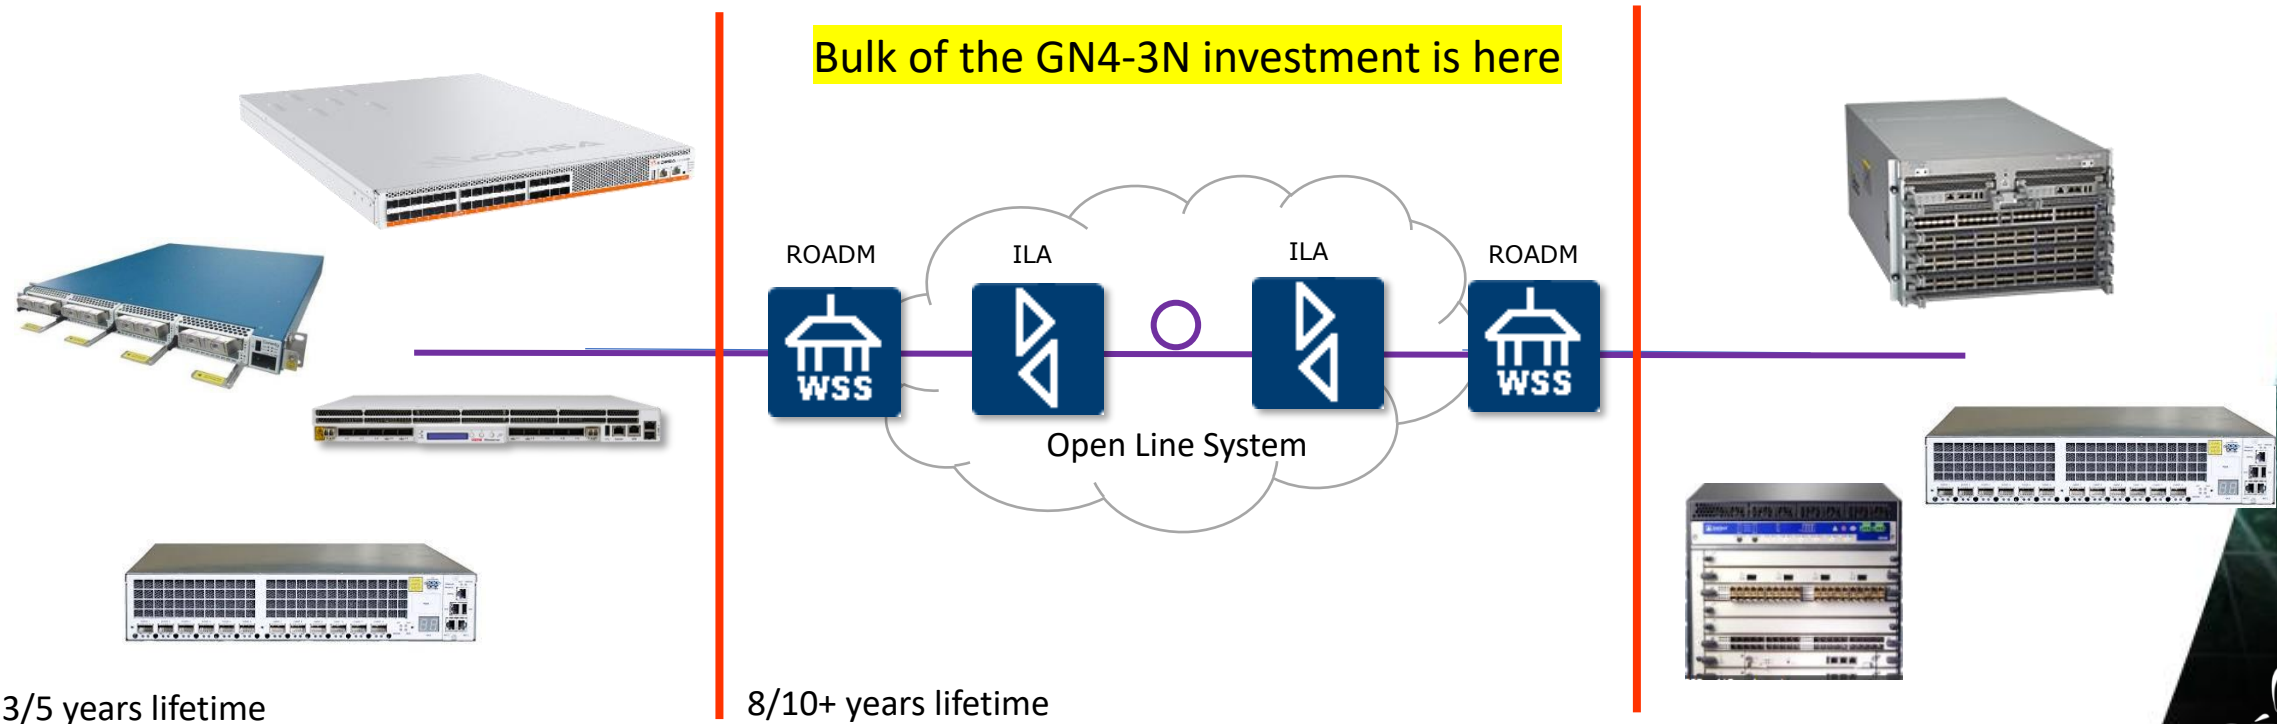 Bulk of the GN4-3N investment is here
CORSA
ROADM
ILA
ILA
ROADM
WSS
WSS
Open Line System
3/5 years lifetime
8/10+ years lifetime